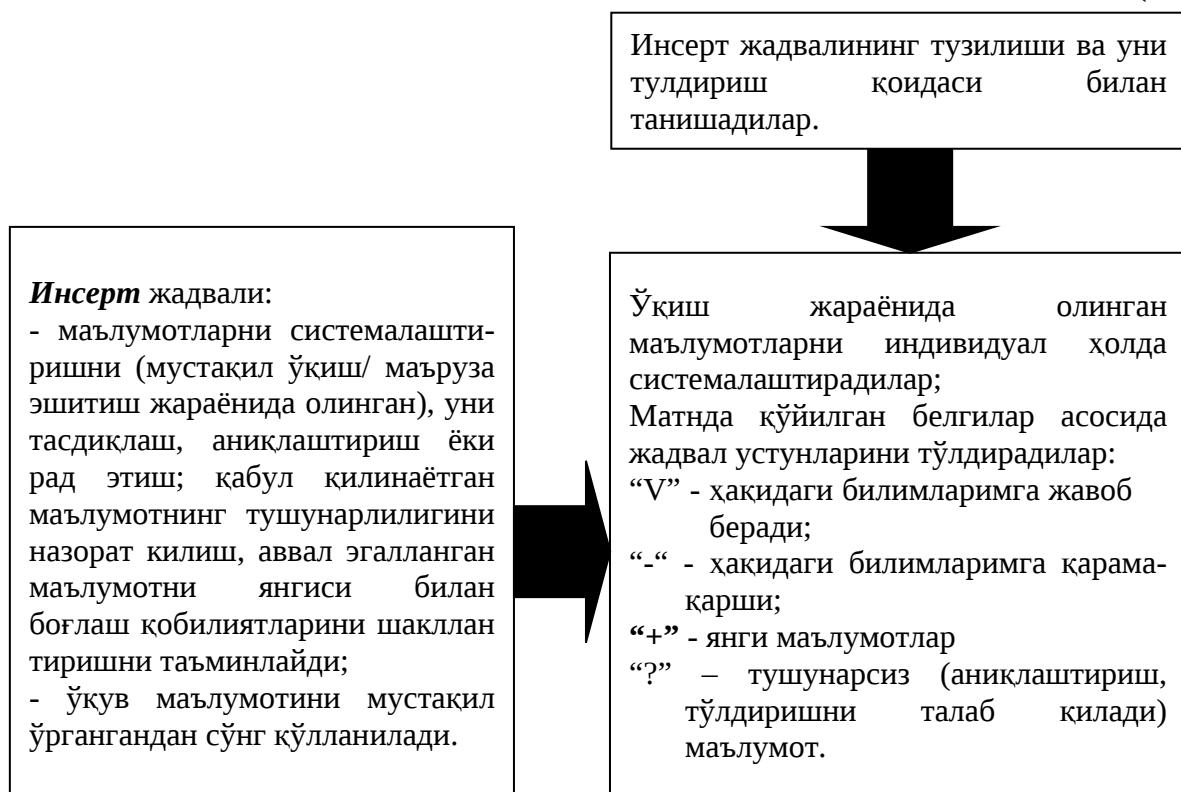 Инсерт жадвалининг тузилиши ва уни
тулдириш қоидаси билан
танишадилар.
Инсерт жадвали:
- маълумотларни системалашти-
ришни (мустақил ўқиш/ маъруза
эшитиш жараёнида олинган), уни
тасдиқлаш, аниқлаштириш ёки
рад этиш; қабул қилинаётган
маълумотнинг тушунарлилигини
назорат килиш, аввал эгалланган
маълумотни янгиси билан
боғлаш қобилиятларини шакллан
тиришни таъминлайди;
- ўқув маълумотини мустақил
ўргангандан сўнг қўлланилади.
Ўқиш жараёнида олинган
маълумотларни индивидуал ҳолда
системалаштирадилар;
Матнда қўйилган белгилар асосида
жадвал устунларини тўлдирадилар:
“V” - ҳақидаги билимларимга жавоб
беради;
“-“ - ҳақидаги билимларимга қарама-
қарши;
“+” - янги маълумотлар
“?” – тушунарсиз (аниқлаштириш,
тўлдиришни талаб қилади)
маълумот.